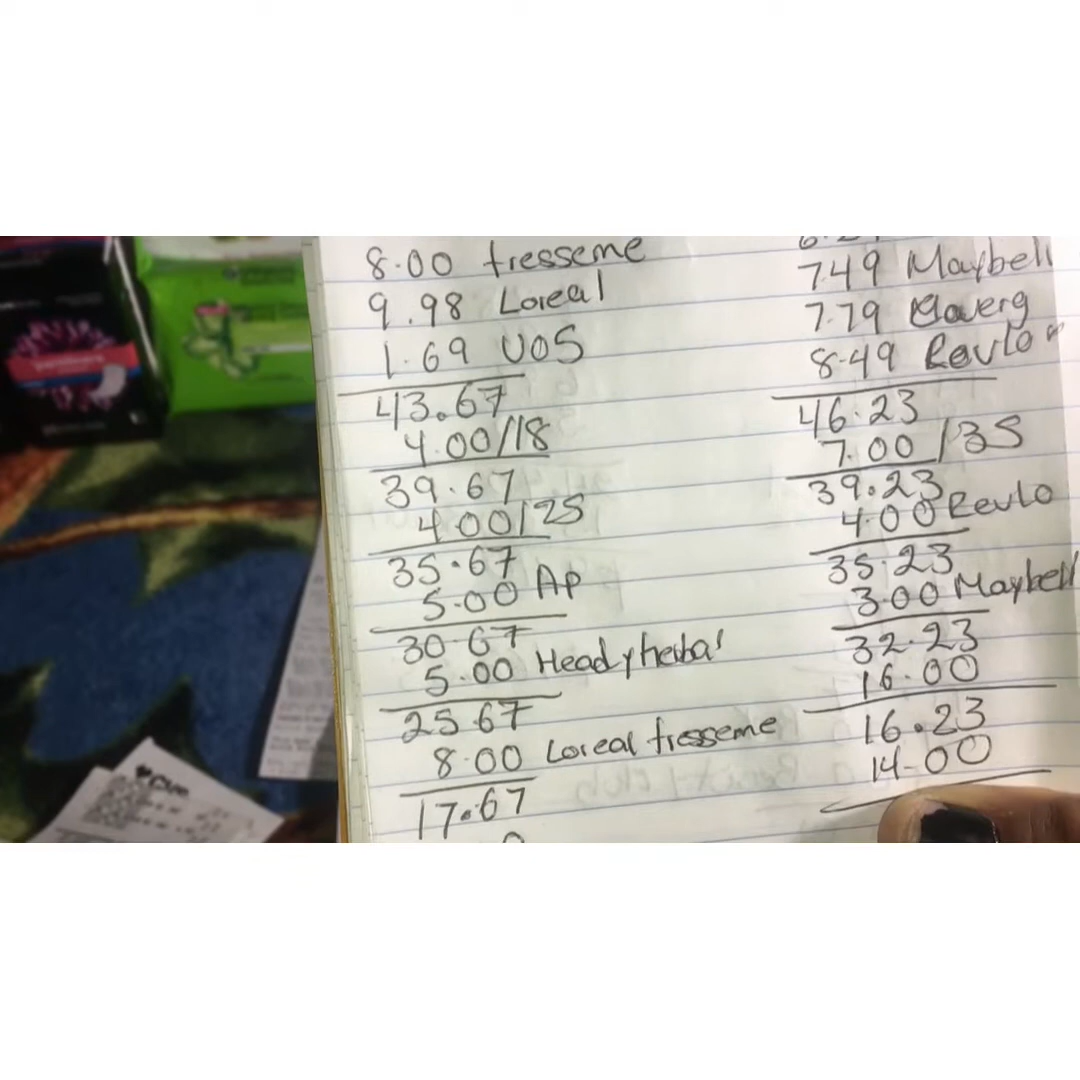 8.00 tresseme
9.98 Loreal
1.69 VO5
43.67
4.00/18
39.67
4.00/25
35.67
5.00 Ap
30.67
5.00 Head y herbal
25.67
8.00 Loreal tresseme
17.67
7.49 Maybell
7.79
8.49 Revlon
46.23
7.00 /35
39.23
4.00 Revlo
35.23
3.00 Maybell
32.23
16.00
16.23
14.00